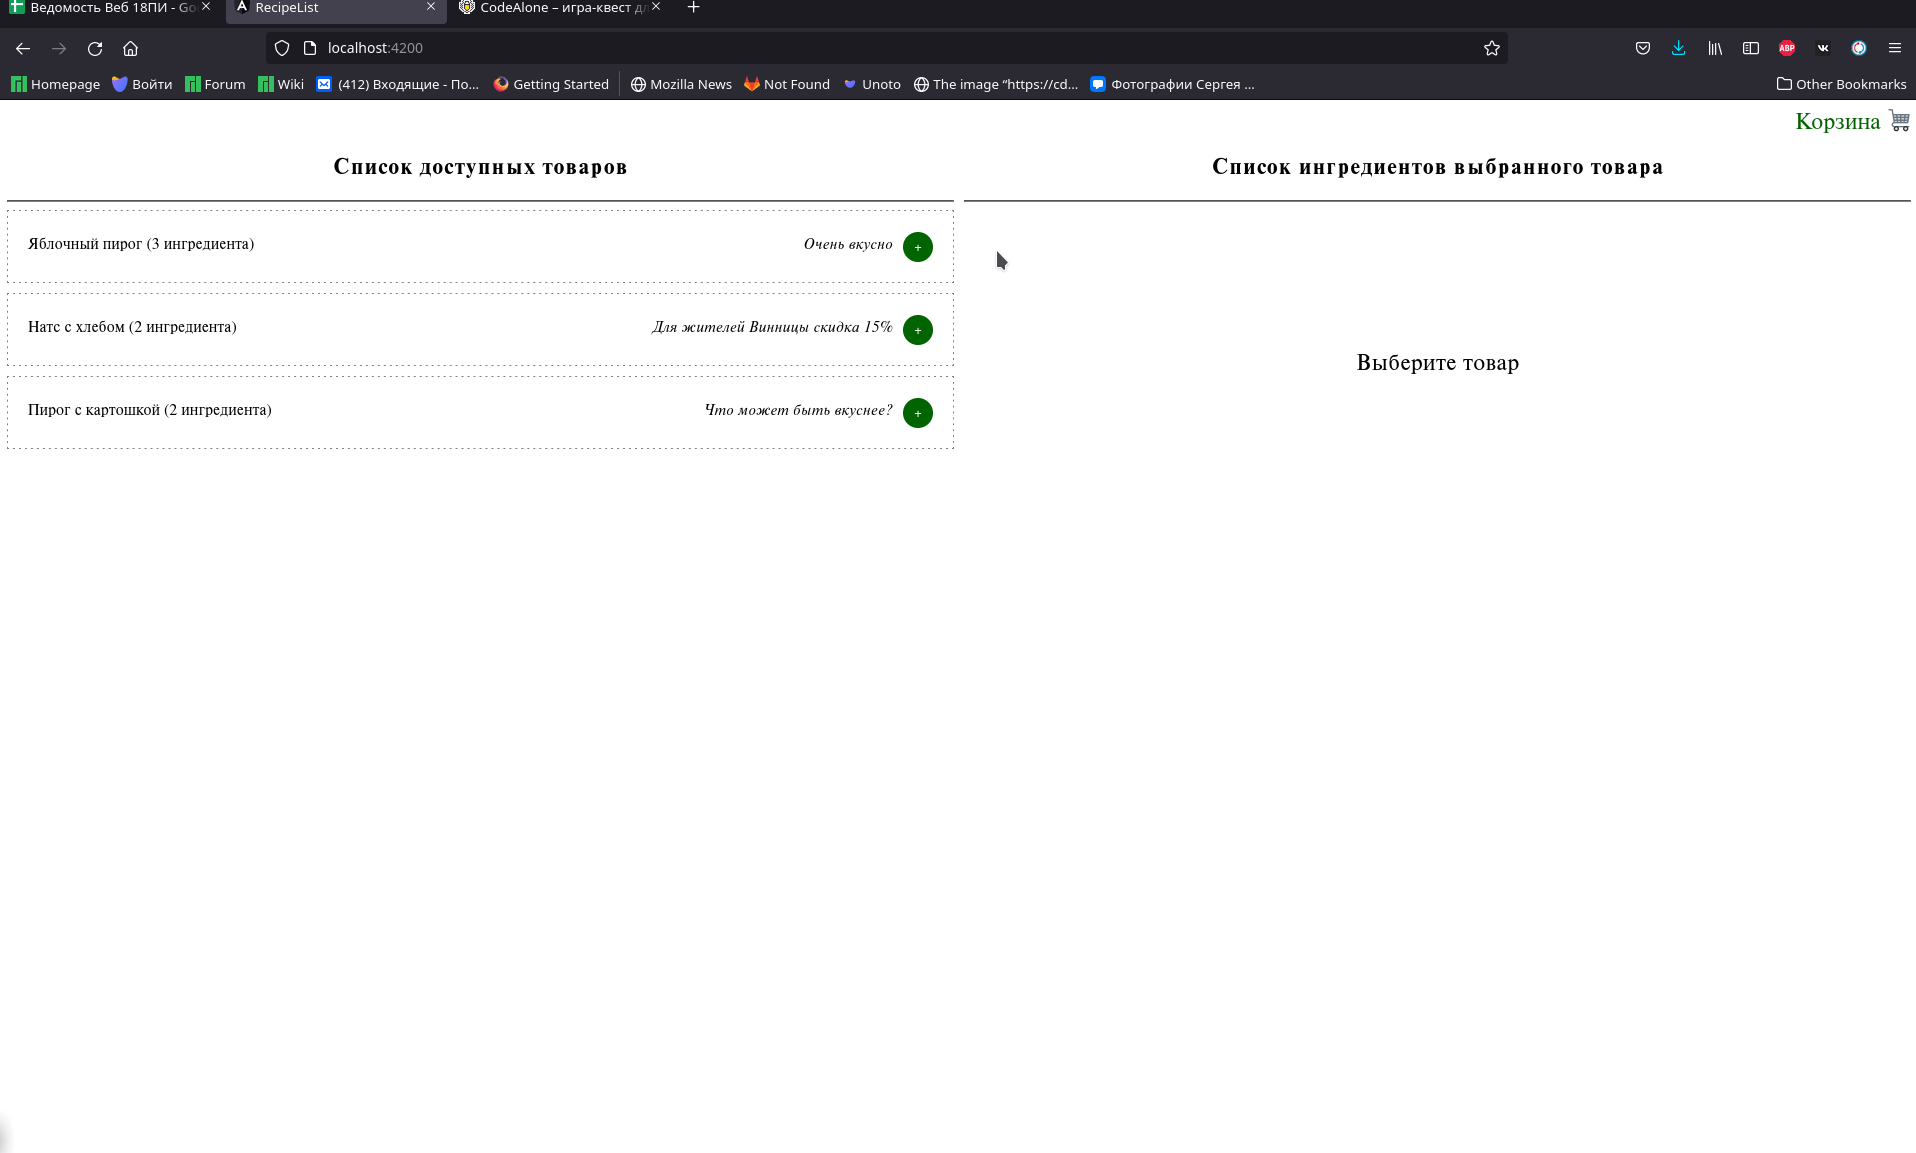 Ведомость Веб 18ПИ - Go
RecipeList
CodeAlone – игра-квест дл
localhost:4200
Homepage
Войти
Forum
Wiki
(412) Входящие - По...
Getting Started
Mozilla News
Not Found
Unoto
The image “https://cd...
Фотографии Сергея ...
Other Bookmarks
ABP
Корзина
Список доступных товаров
Список ингредиентов выбранного товара
Яблочный пирог (3 ингредиента)
Очень вкусно
+
Натс с хлебом (2 ингредиента)
Для жителей Винницы скидка 15%
+
Выберите товар
Пирог с картошкой (2 ингредиента)
Что может быть вкуснее?
+